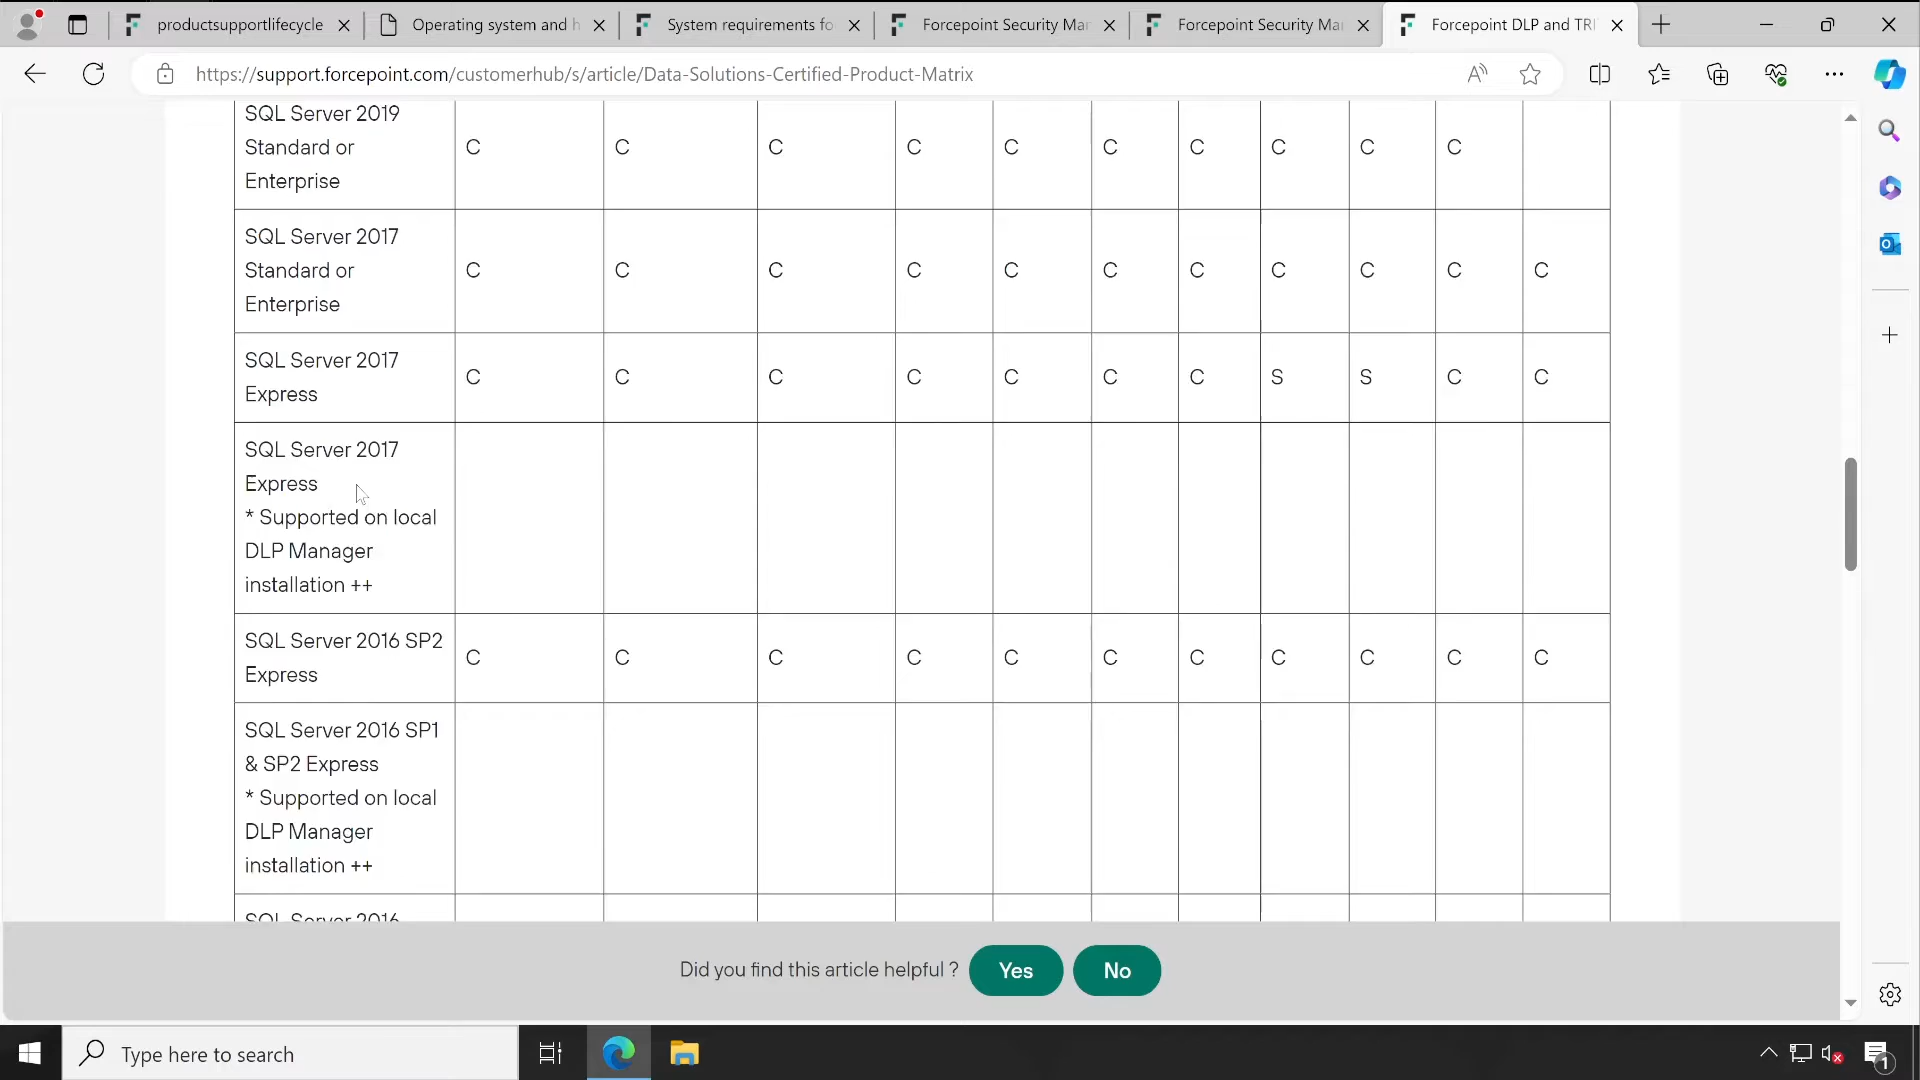 productsupportlifecycle
Operating system and h
System requirements fo
Forcepoint Security Mar
Forcepoint Security Mar
Forcepoint DLP and TRI
https://support.forcepoint.com/customerhub/s/article/Data-Solutions-Certified-Product-Matrix
SQL Server 2019
Standard or
Enterprise
C C C C C C C C C C
SQL Server 2017
Standard or
Enterprise
C C C C C C C C C C C
SQL Server 2017
Express
C C C C C C C S S C C
SQL Server 2017
Express
* Supported on local
DLP Manager
installation ++
SQL Server 2016 SP2
Express
C C C C C C C C C C C
SQL Server 2016 SP1
& SP2 Express
* Supported on local
DLP Manager
installation ++
SQL Server 2016
Did you find this article helpful ?
Yes
No
Type here to search
1